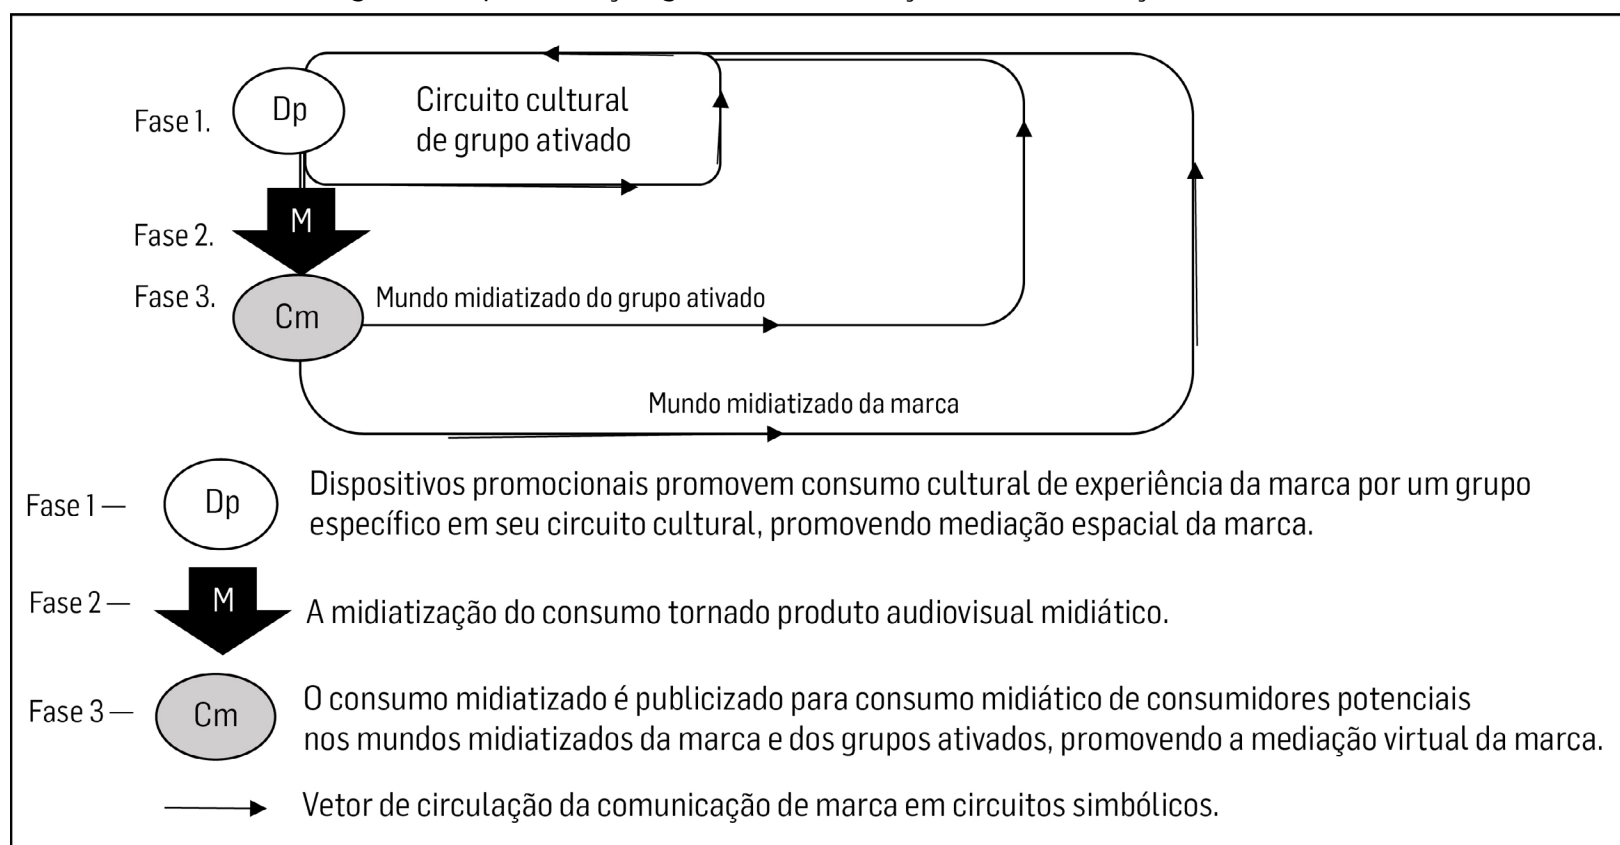 Circuito cultural
de grupo ativado
Fase 1.
Dp
Fase 2.
M
Fase 3.
Cm
Mundo midiatizado do grupo ativado
Mundo midiatizado da marca
Fase 1 —
Dp
Dispositivos promocionais promovem consumo cultural de experiência da marca por um grupo
específico em seu circuito cultural, promovendo mediação espacial da marca.
Fase 2 —
M
A midiatização do consumo tornado produto audiovisual midiático.
Fase 3 —
Cm
O consumo midiatizado é publicizado para consumo midiático de consumidores potenciais
nos mundos midiatizados da marca e dos grupos ativados, promovendo a mediação virtual da marca.
Vetor de circulação da comunicação de marca em circuitos simbólicos.